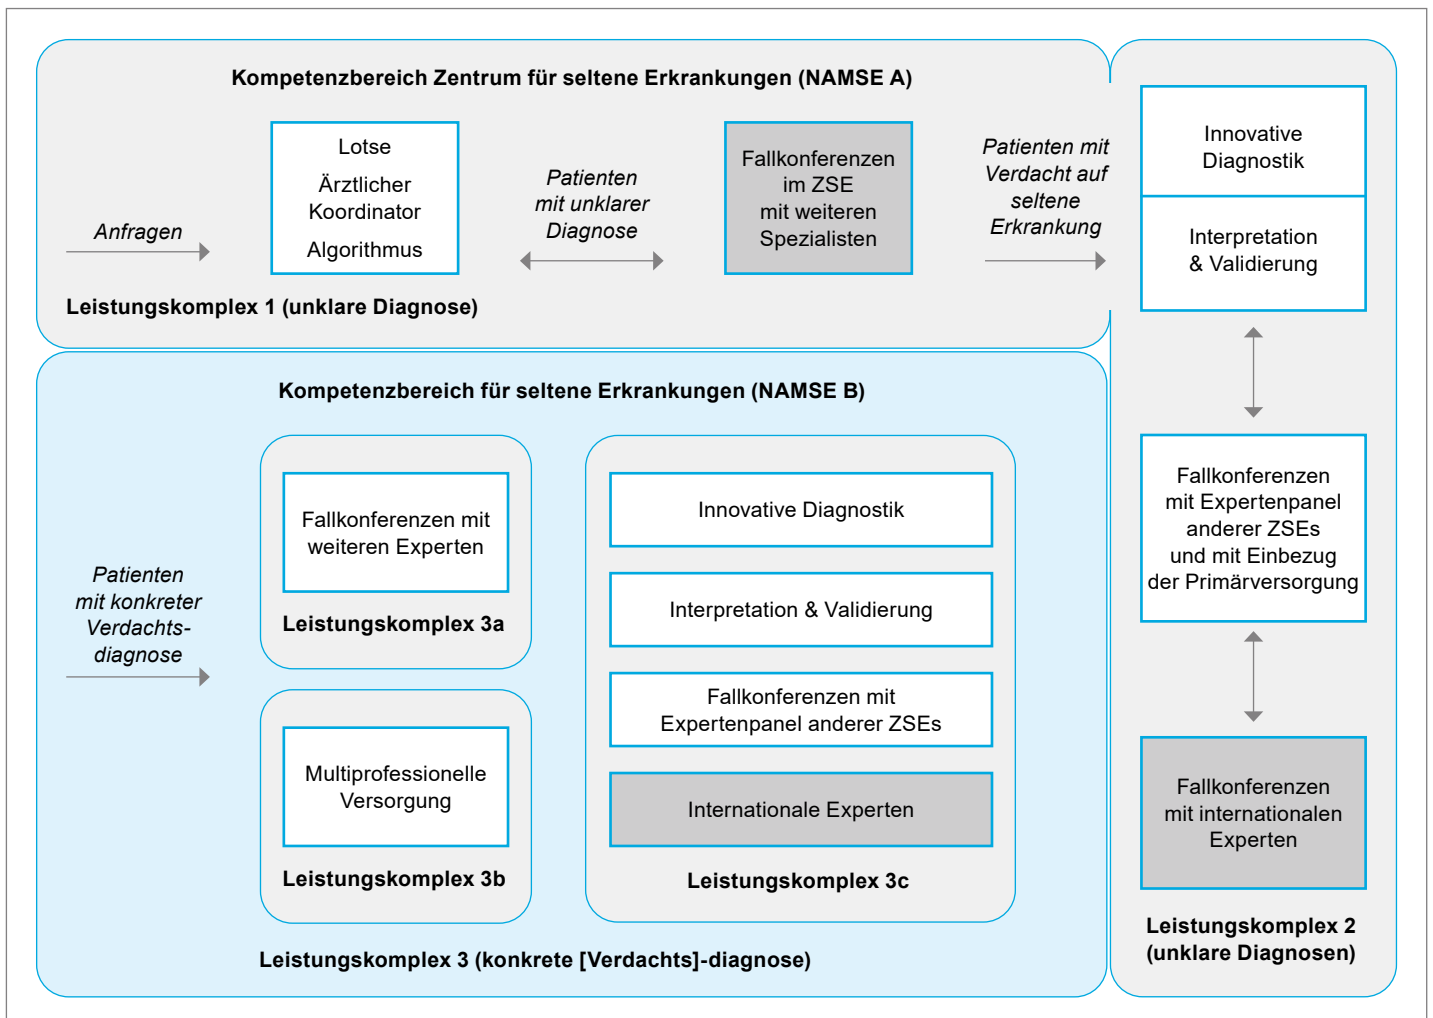 Kompetenzbereich Zentrum für seltene Erkrankungen (NAMSE A)
Anfragen
Lotse
Ärztlicher
Koordinator
Algorithmus
Patienten
mit unklarer
Diagnose
Fallkonferenzen
im ZSE
mit weiteren
Spezialisten
Patienten mit
Verdacht auf
seltene
Erkrankung
Leistungskomplex 1 (unklare Diagnose)
Innovative
Diagnostik
Interpretation
& Validierung
Fallkonferenzen
mit Expertenpanel
anderer ZSEs
und mit Einbezug
der Primärversorgung
Fallkonferenzen
mit internationalen
Experten
Leistungskomplex 2
(unklare Diagnosen)
Kompetenzbereich für seltene Erkrankungen (NAMSE B)
Patienten
mit konkreter
Verdachts-
diagnose
Fallkonferenzen mit
weiteren Experten
Leistungskomplex 3a
Multiprofessionelle
Versorgung
Leistungskomplex 3b
Innovative Diagnostik
Interpretation & Validierung
Fallkonferenzen mit
Expertenpanel anderer ZSEs
Internationale Experten
Leistungskomplex 3c
Leistungskomplex 3 (konkrete [Verdachts]-diagnose)